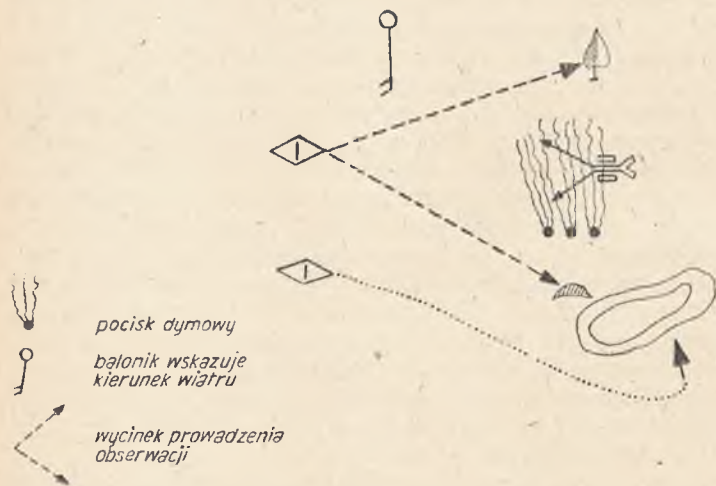 pocisk dymowy
balonik wskazuje
kierunek wiatru
wycinek prowadzenia
obserwacji